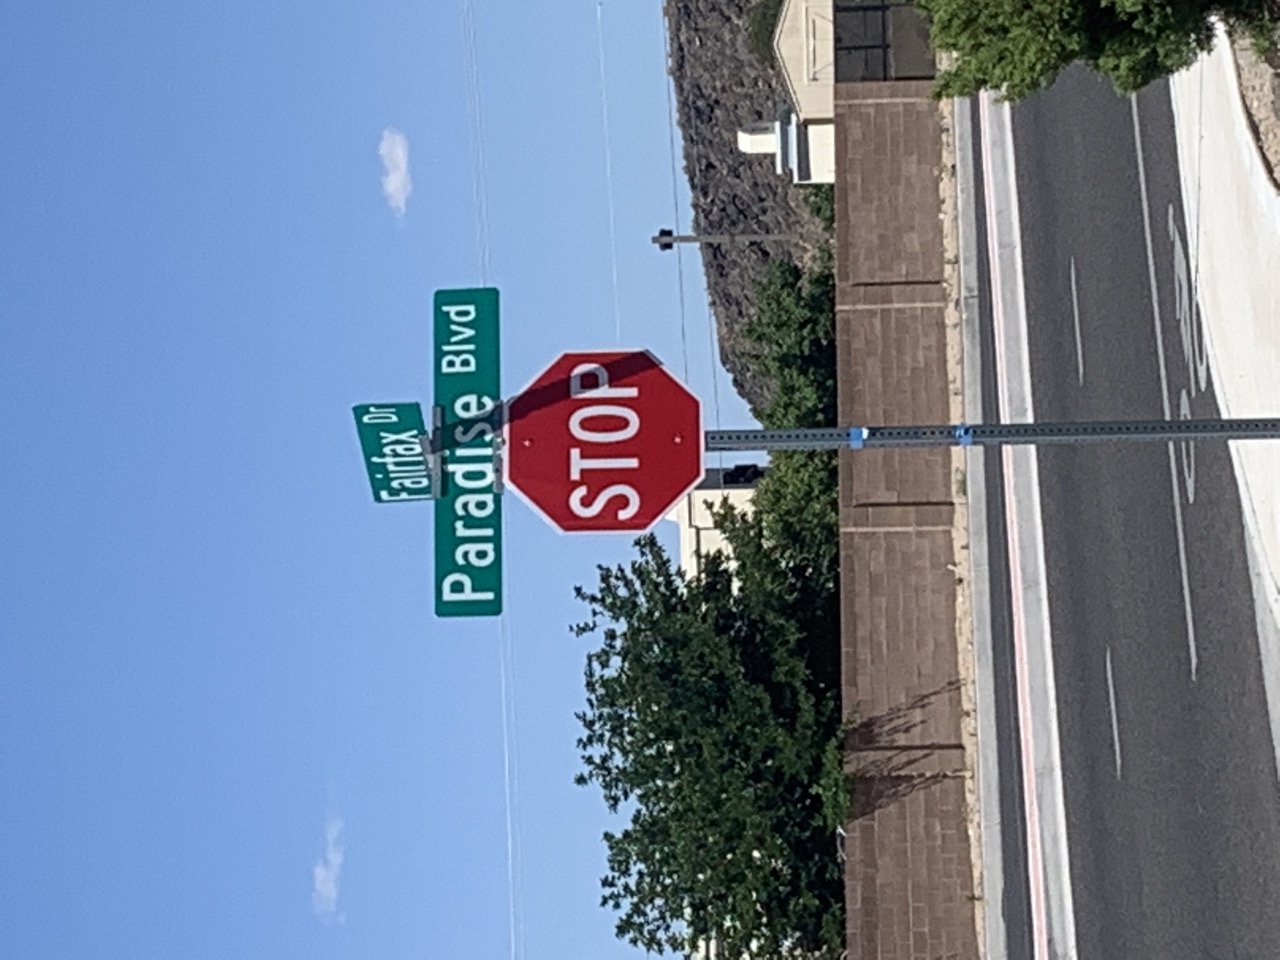 Fairfax Dr
Paradise Blvd
STOP